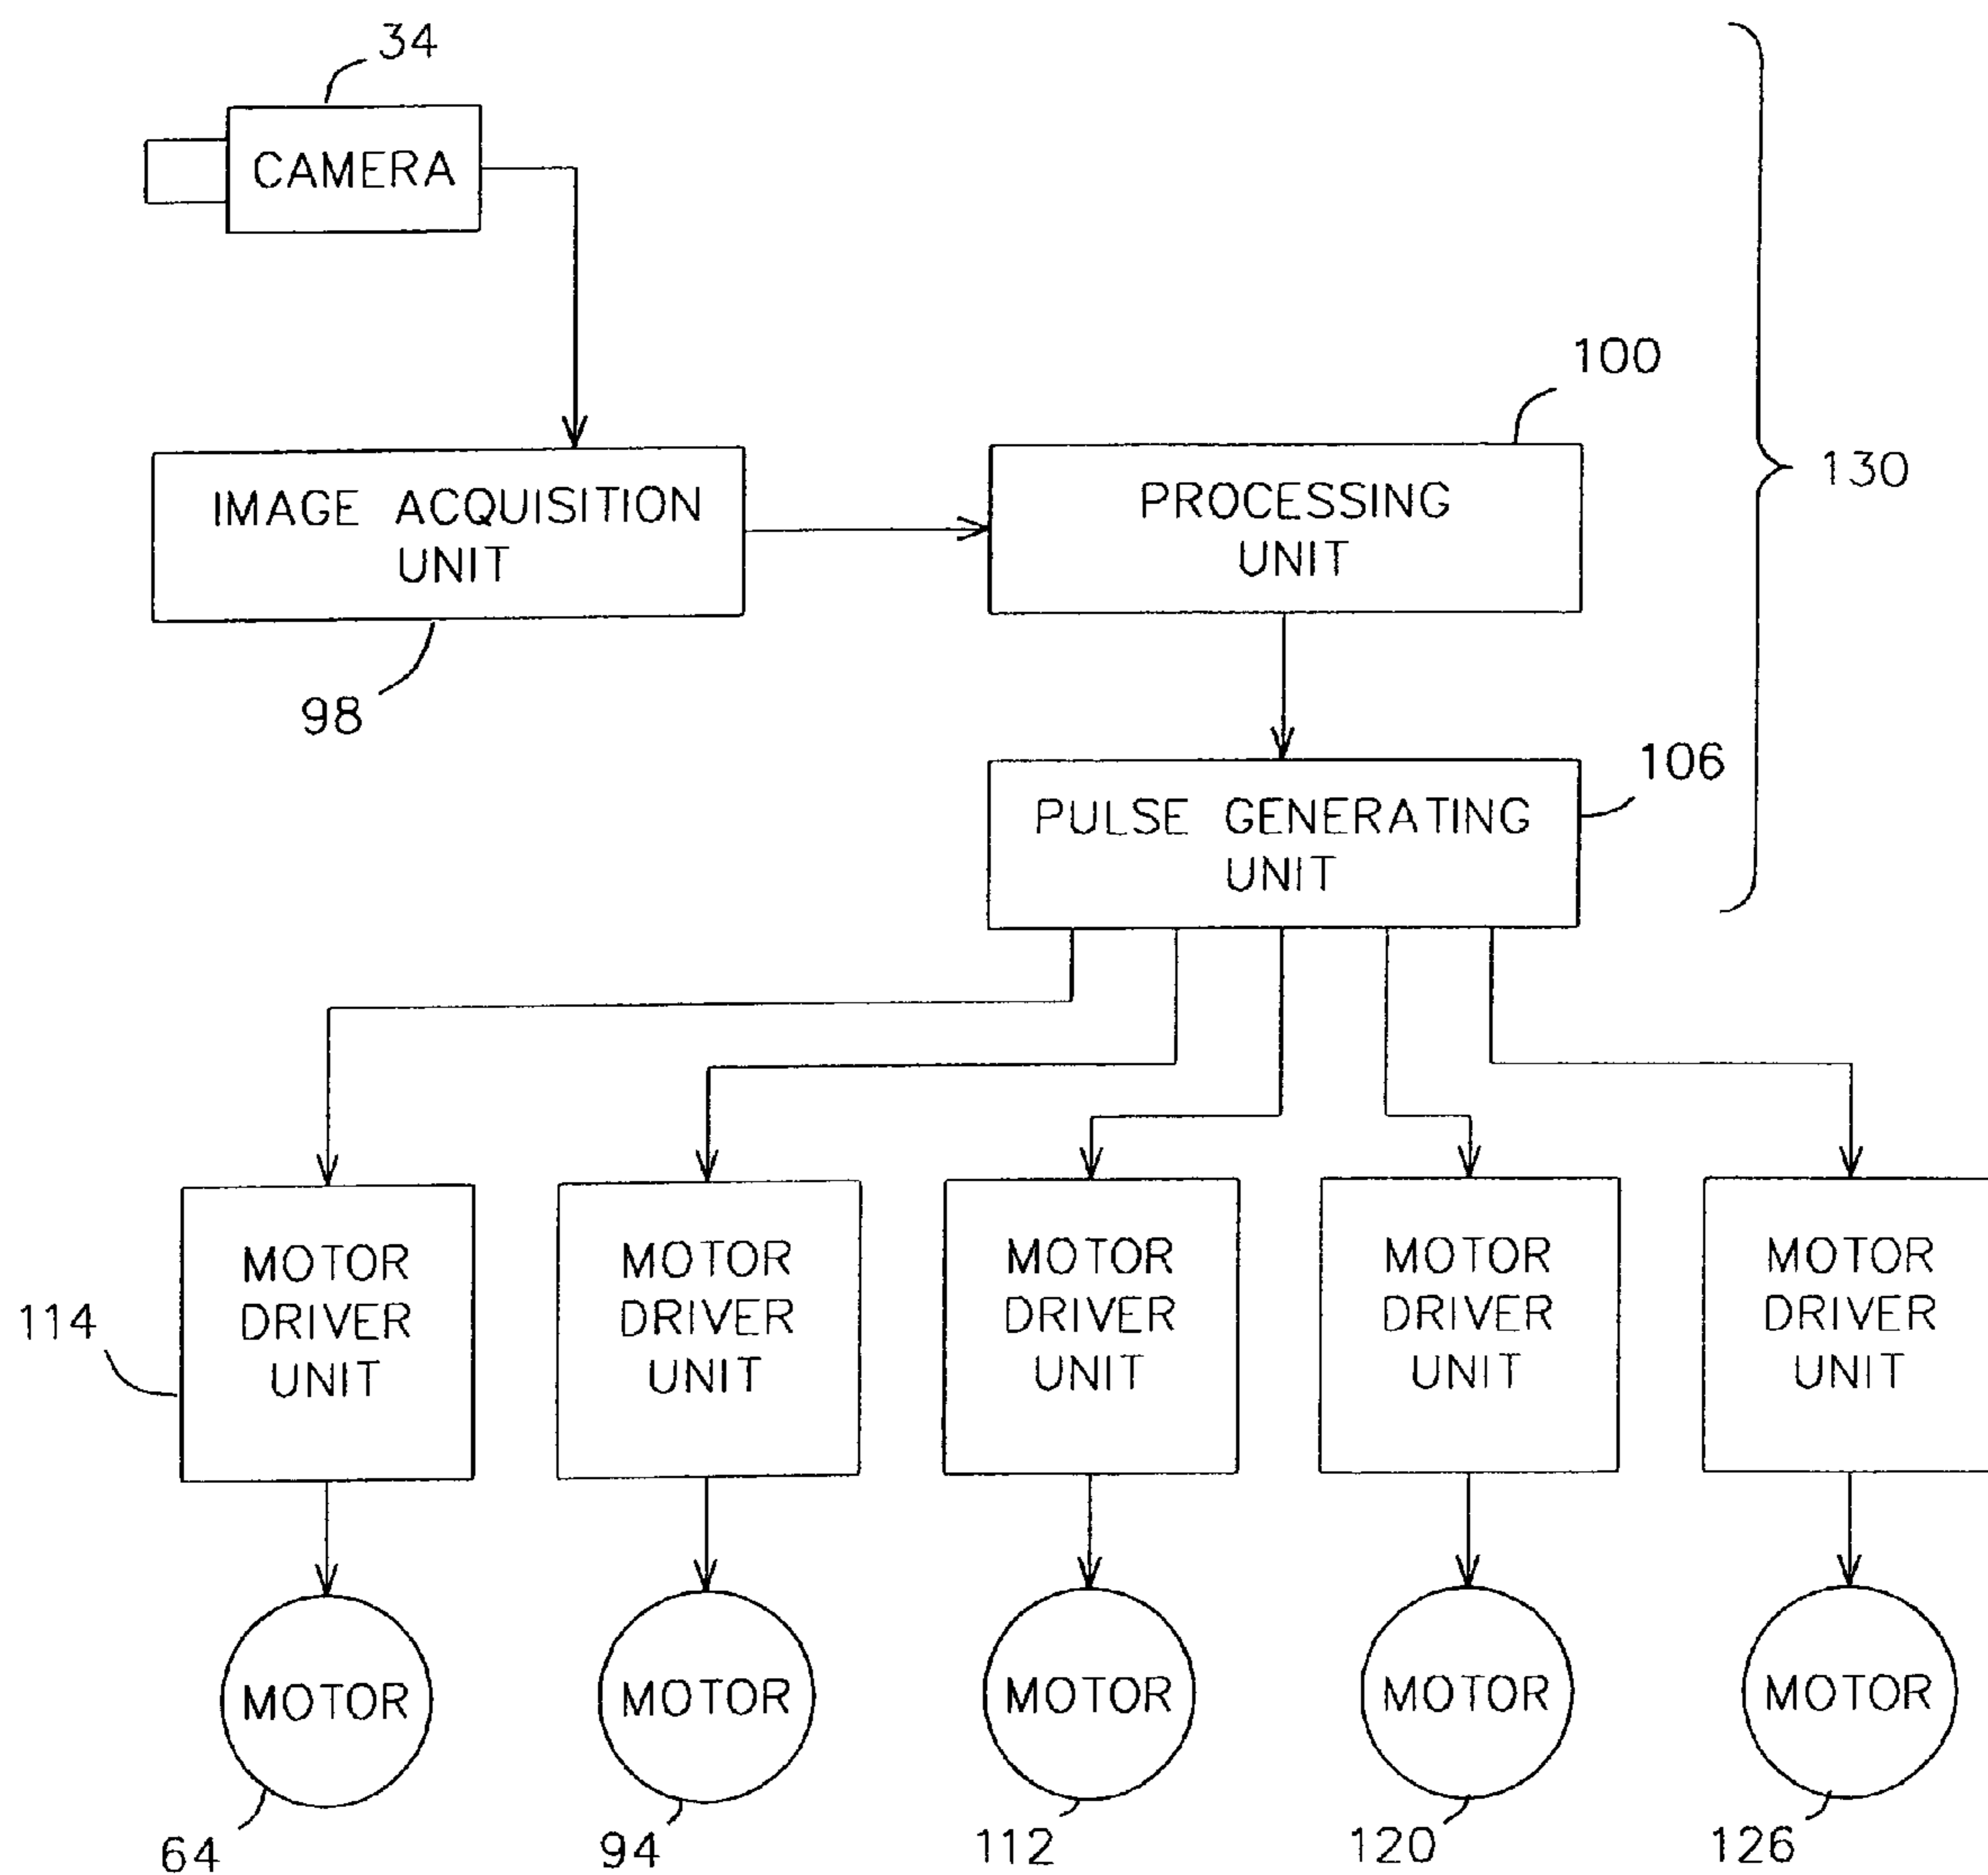 34
CAMERA
100
130
IMAGE ACQUISITION
UNIT
PROCESSING
UNIT
98
106
PULSE GENERATING
UNIT
114
MOTOR
DRIVER
UNIT
MOTOR
DRIVER
UNIT
MOTOR
DRIVER
UNIT
MOTOR
DRIVER
UNIT
MOTOR
DRIVER
UNIT
MOTOR
MOTOR
MOTOR
MOTOR
MOTOR
64
94
112
120
126